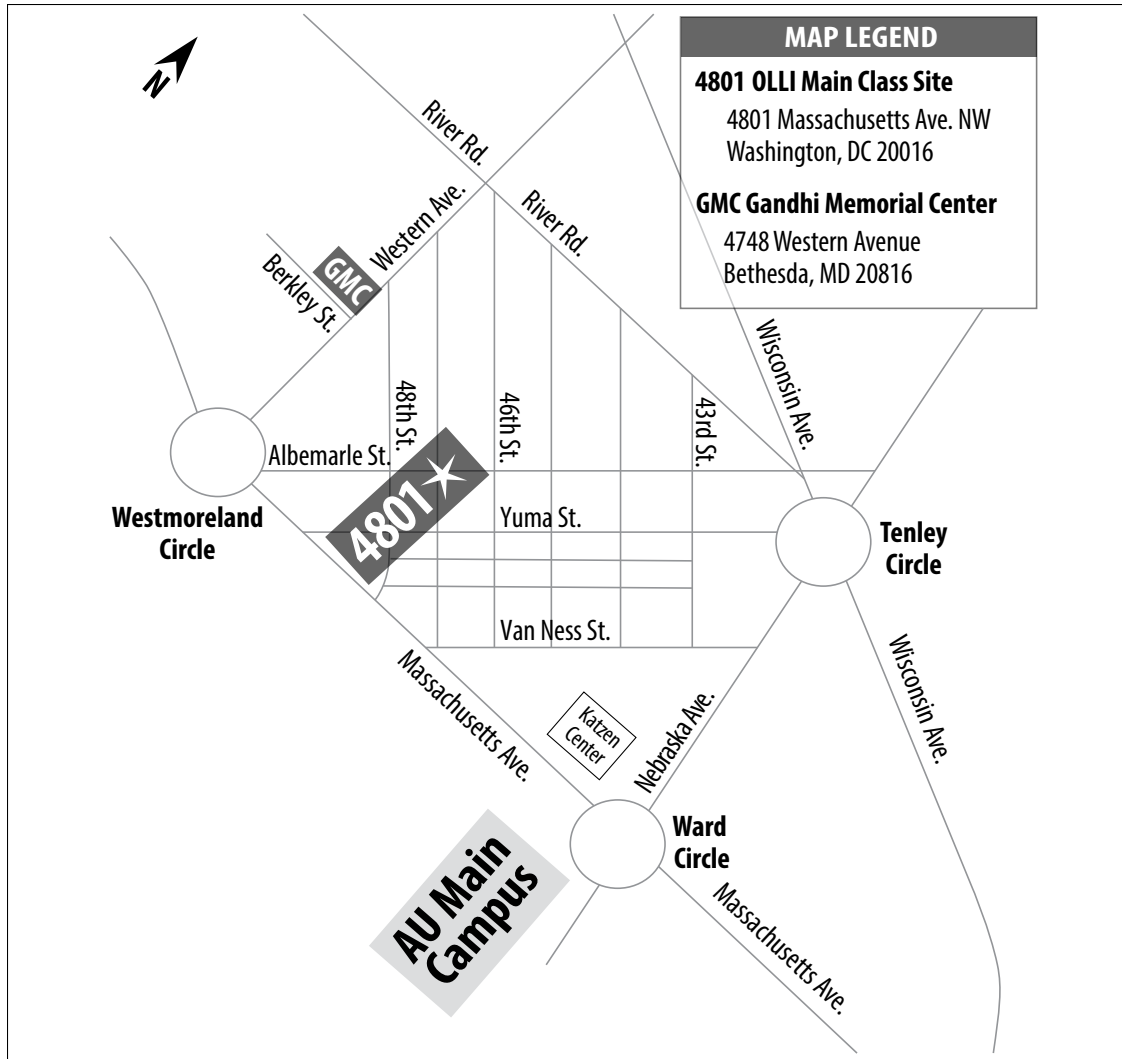 N
MAP LEGEND
4801 OLLI Main Class Site
4801 Massachusetts Ave. NW
Washington, DC 20016
GMC Gandhi Memorial Center
4748 Western Avenue
Bethesda, MD 20816
River Rd.
Western Ave.
River Rd.
GMC
Berkley St.
Wisconsin Ave.
48th St.
46th St.
43rd St.
Albemarle St.
4801
Westmoreland
Circle
Yuma St.
Tenley
Circle
Van Ness St.
Massachusetts Ave.
Wisconsin Ave.
Katzen
Center
Nebraska Ave.
Ward
Circle
AU Main
Campus
Massachusetts Ave.